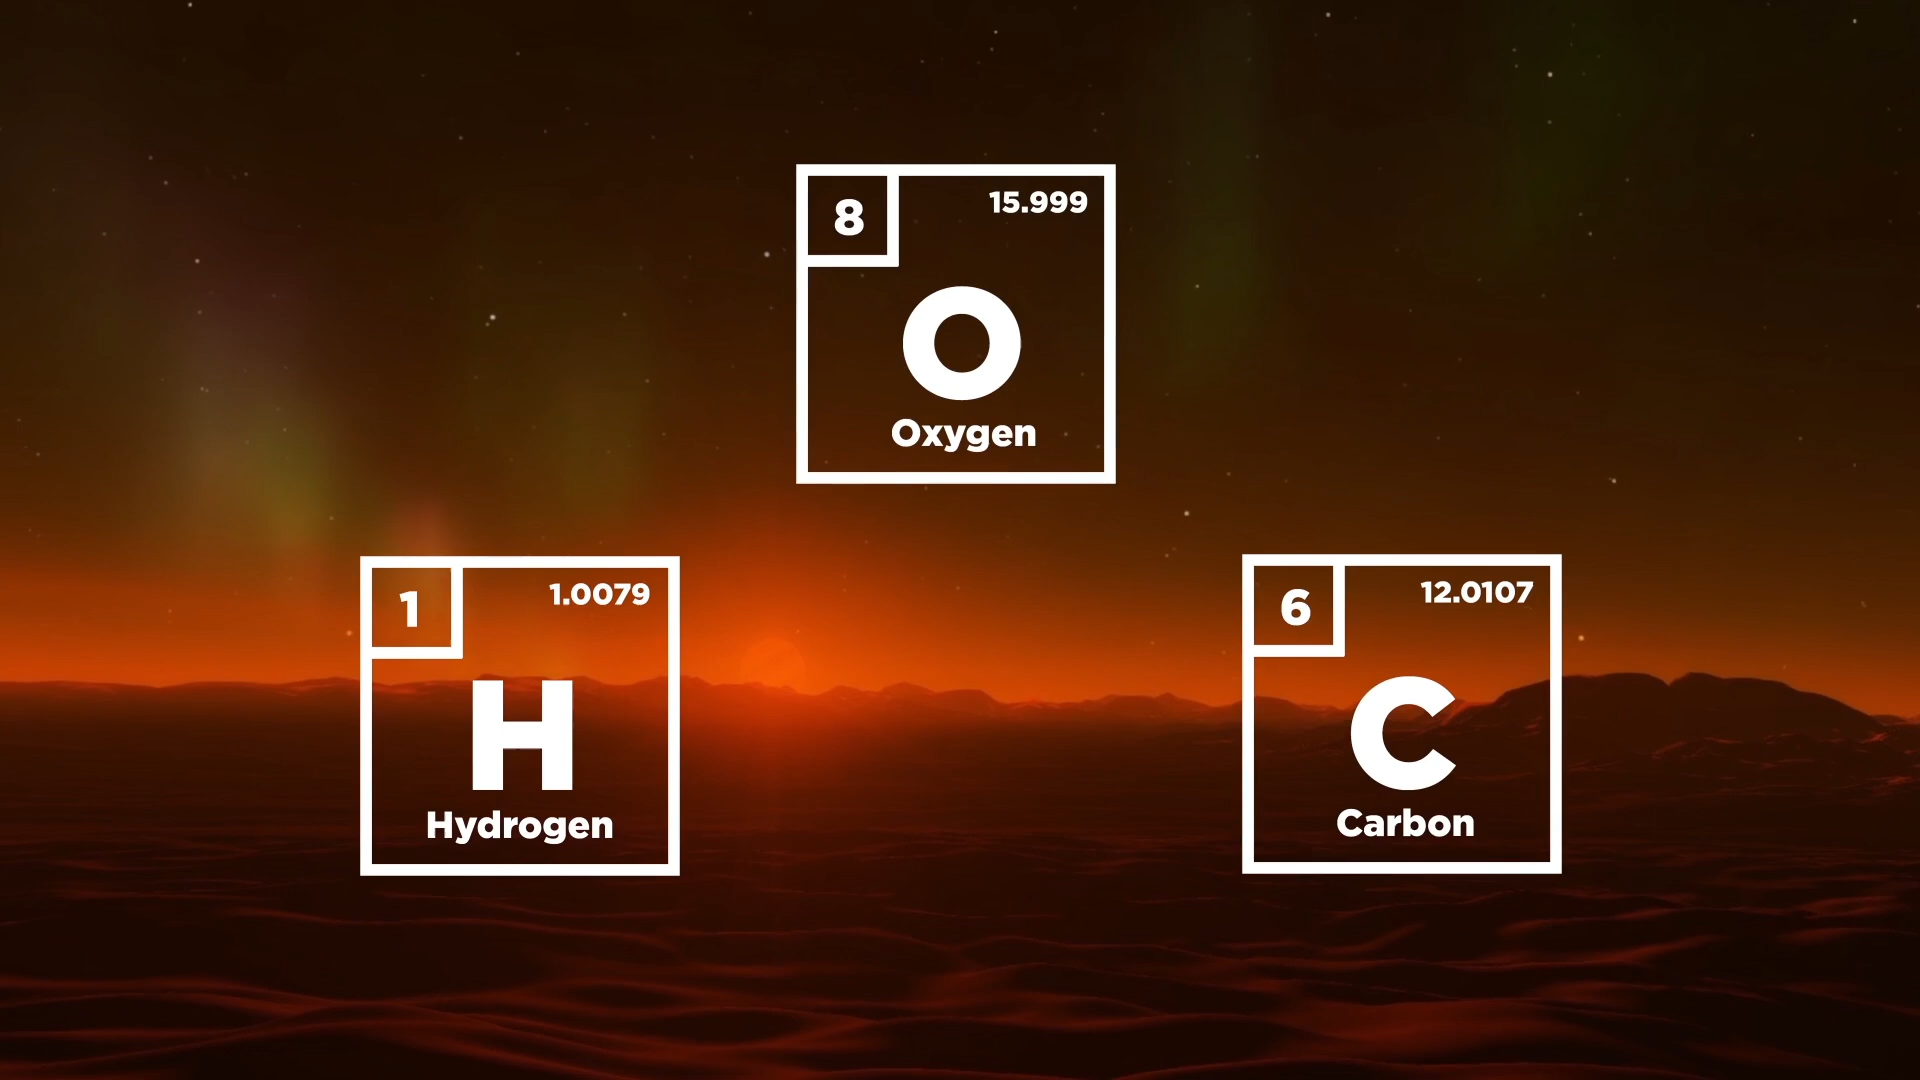 8
15.999
O
Oxygen
1
1.0079
H
Hydrogen
6
12.0107
C
Carbon